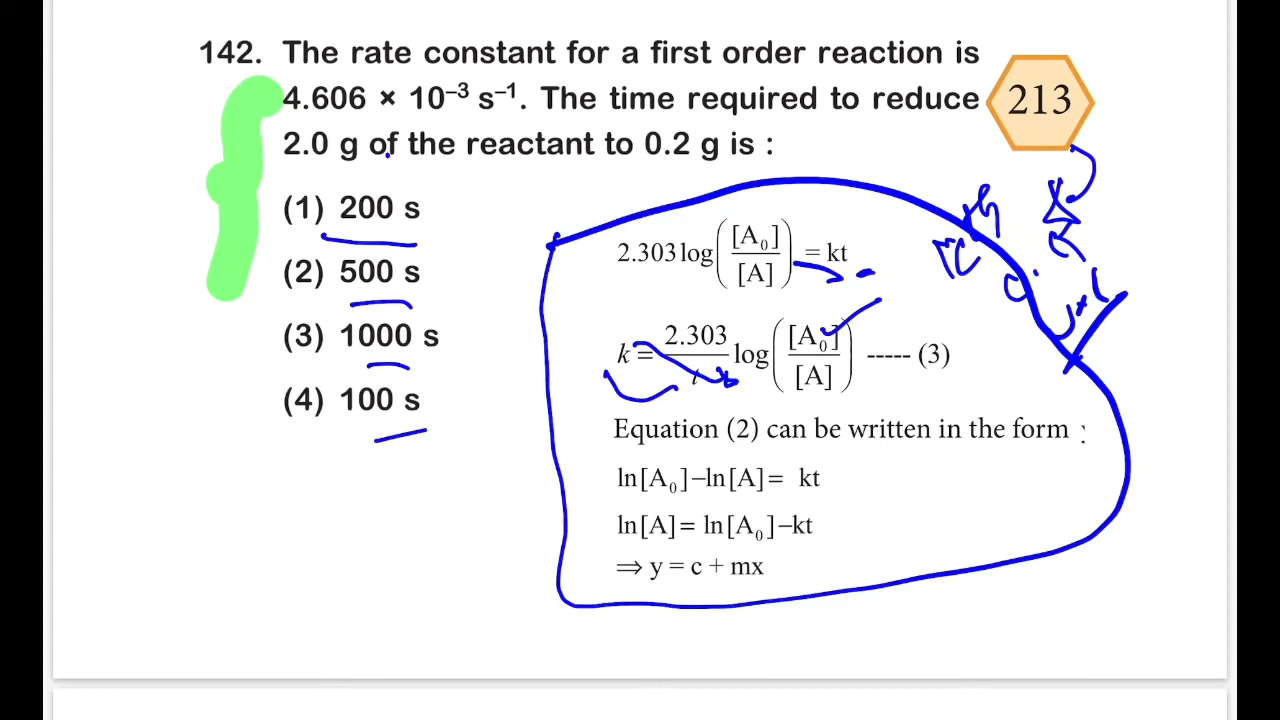 142. The rate constant for a first order reaction is
4.606 × 10⁻³ s⁻¹. The time required to reduce
2.0 g of the reactant to 0.2 g is :
213
(1) 200 s
(2) 500 s
(3) 1000 s
(4) 100 s
2.303 log([A₀]/[A]) = kt
k = 2.303/t log([A₀]/[A]) ----- (3)
Equation (2) can be written in the form :
ln[A₀]−ln[A]= kt
ln[A]= ln[A₀]−kt
⇒ y = c + mx